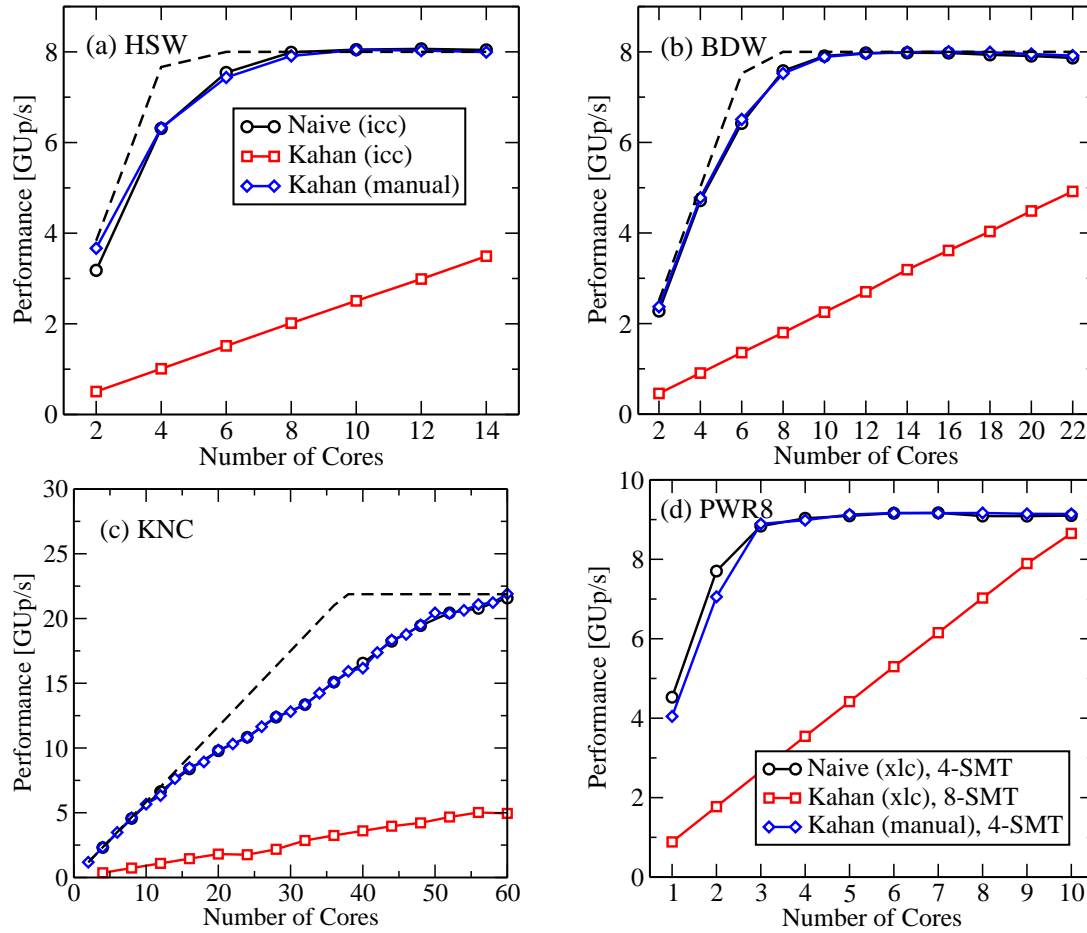 (a) HSW
Performance [GUp/s]
8
6
4
2
0
Naive (icc)
Kahan (icc)
Kahan (manual)
2 4 6 8 10 12 14
Number of Cores
(b) BDW
Performance [GUp/s]
8
6
4
2
0
2 4 6 8 10 12 14 16 18 20 22
Number of Cores
(c) KNC
Performance [GUp/s]
30
25
20
15
10
5
0
0 10 20 30 40 50 60
Number of Cores
(d) PWR8
Performance [GUp/s]
10
8
6
4
2
0
Naive (xlc), 4-SMT
Kahan (xlc), 8-SMT
Kahan (manual), 4-SMT
1 2 3 4 5 6 7 8 9 10
Number of Cores